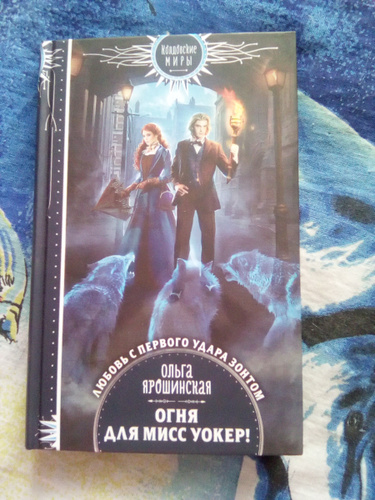 Колдовские
миры
ЛЮБОВЬ С ПЕРВОГО УДАРА ЗОНТОМ
ОЛЬГА
ЯРОШИНСКАЯ
ОГНЯ
ДЛЯ МИСС УОКЕР!